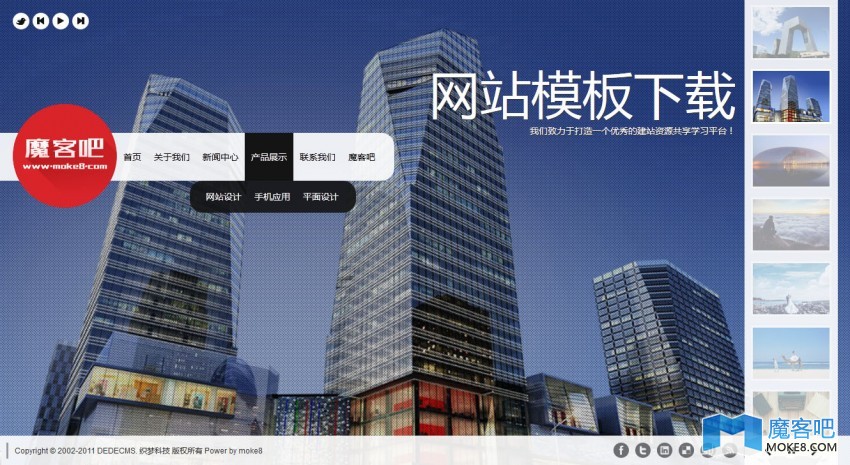 网站模板下载
我们致力于打造一个优秀的建站资源共享学习平台！
魔客吧
www·moke8·com
首页 关于我们 新闻中心 产品展示 联系我们 魔客吧
网站设计 手机应用 平面设计
Copyright © 2002-2011 DEDECMS. 织梦科技 版权所有 Power by moke8
魔客吧
MOKE8.COM